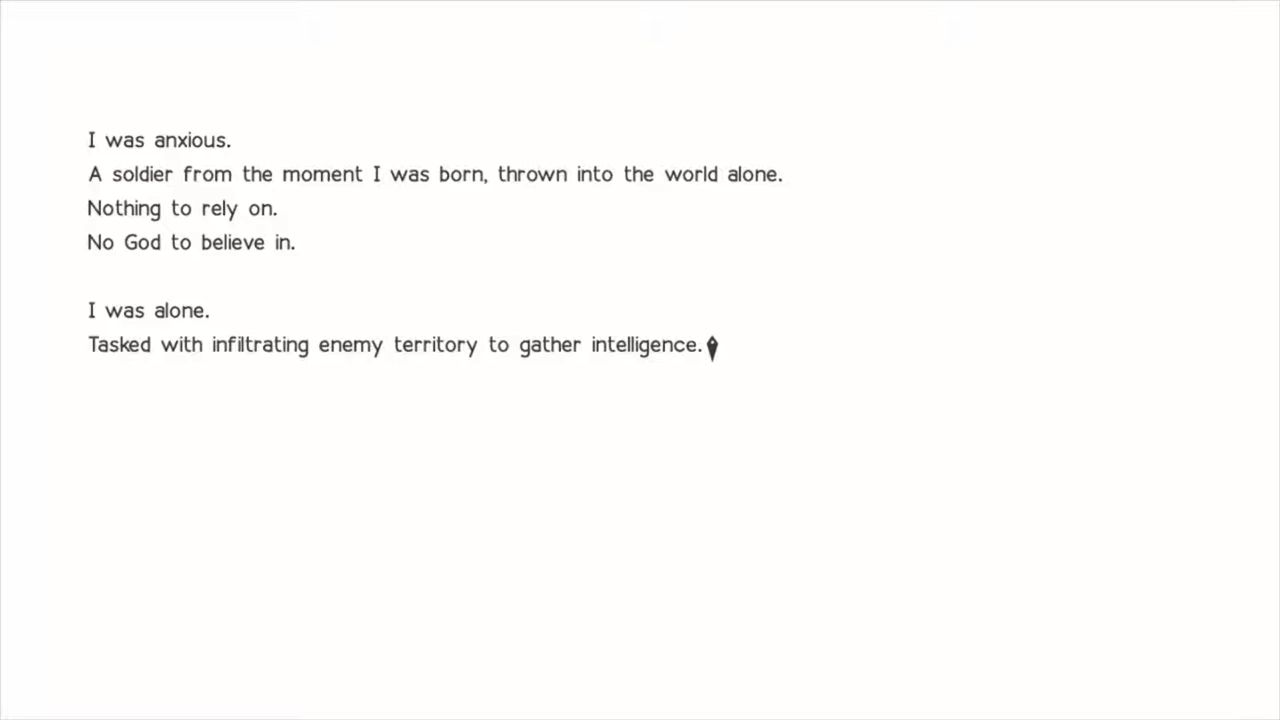 I was anxious.
A soldier from the moment I was born, thrown into the world alone.
Nothing to rely on.
No God to believe in.
I was alone.
Tasked with infiltrating enemy territory to gather intelligence.